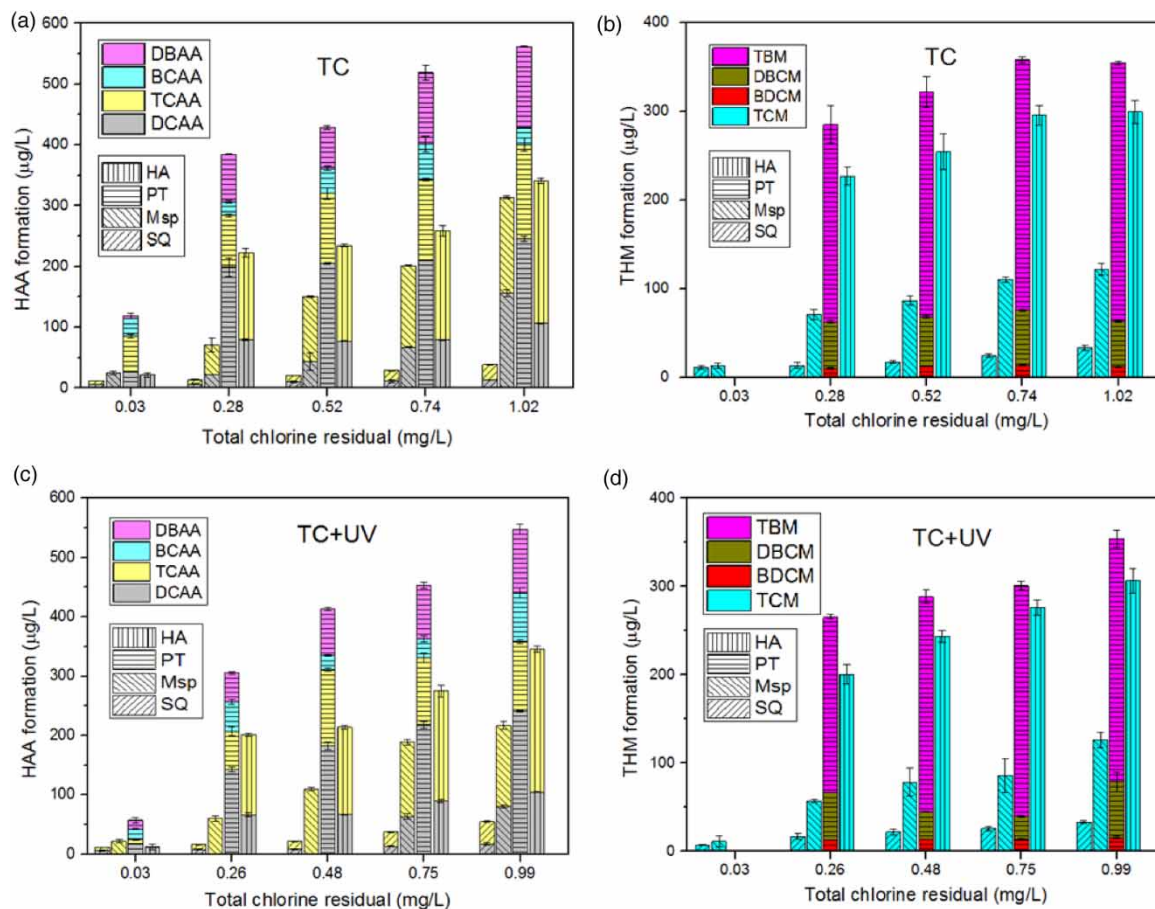 (a)
600
500
400
300
200
100
0
HAA formation (µg/L)
TC
DBAA
BCAA
TCAA
DCAA
HA
PT
Msp
SQ
0.03 0.28 0.52 0.74 1.02
Total chlorine residual (mg/L)
(b)
400
300
200
100
0
THM formation (µg/L)
TC
TBM
DBCM
BDCM
TCM
HA
PT
Msp
SQ
0.03 0.28 0.52 0.74 1.02
Total chlorine residual (mg/L)
(c)
600
500
400
300
200
100
0
HAA formation (µg/L)
TC+UV
DBAA
BCAA
TCAA
DCAA
HA
PT
Msp
SQ
0.03 0.26 0.48 0.75 0.99
Total chlorine residual (mg/L)
(d)
400
300
200
100
0
THM formation (µg/L)
TC+UV
TBM
DBCM
BDCM
TCM
HA
PT
Msp
SQ
0.03 0.26 0.48 0.75 0.99
Total chlorine residual (mg/L)